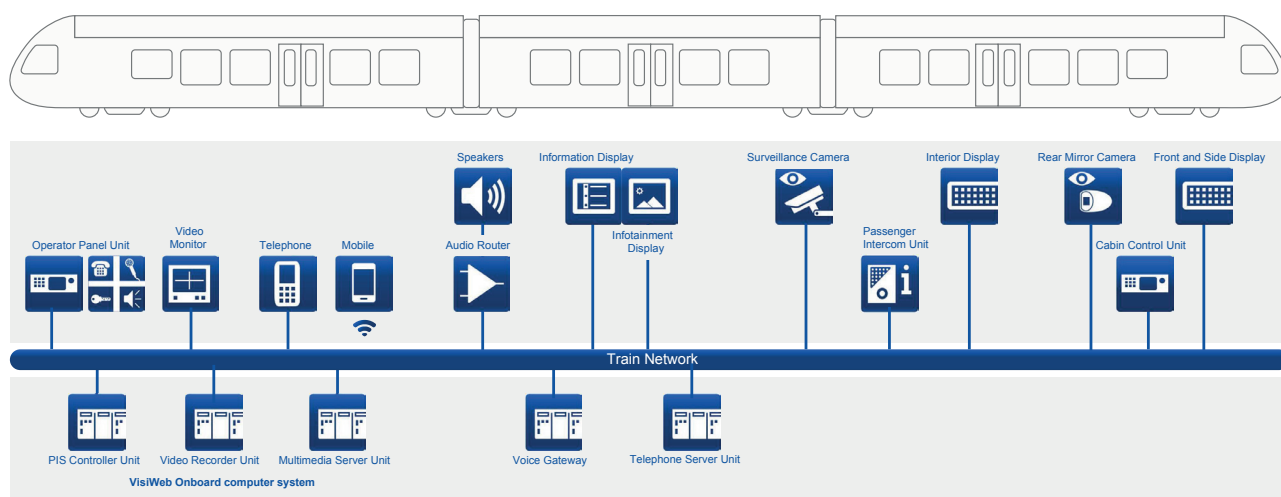 Speakers
Information Display
Surveillance Camera
Interior Display
Rear Mirror Camera
Front and Side Display
Infotainment
Display
Operator Panel Unit
Video
Monitor
Telephone
Mobile
Audio Router
Passenger
Intercom Unit
Cabin Control Unit
Train Network
PIS Controller Unit
Video Recorder Unit
Multimedia Server Unit
Voice Gateway
Telephone Server Unit
VisiWeb Onboard computer system